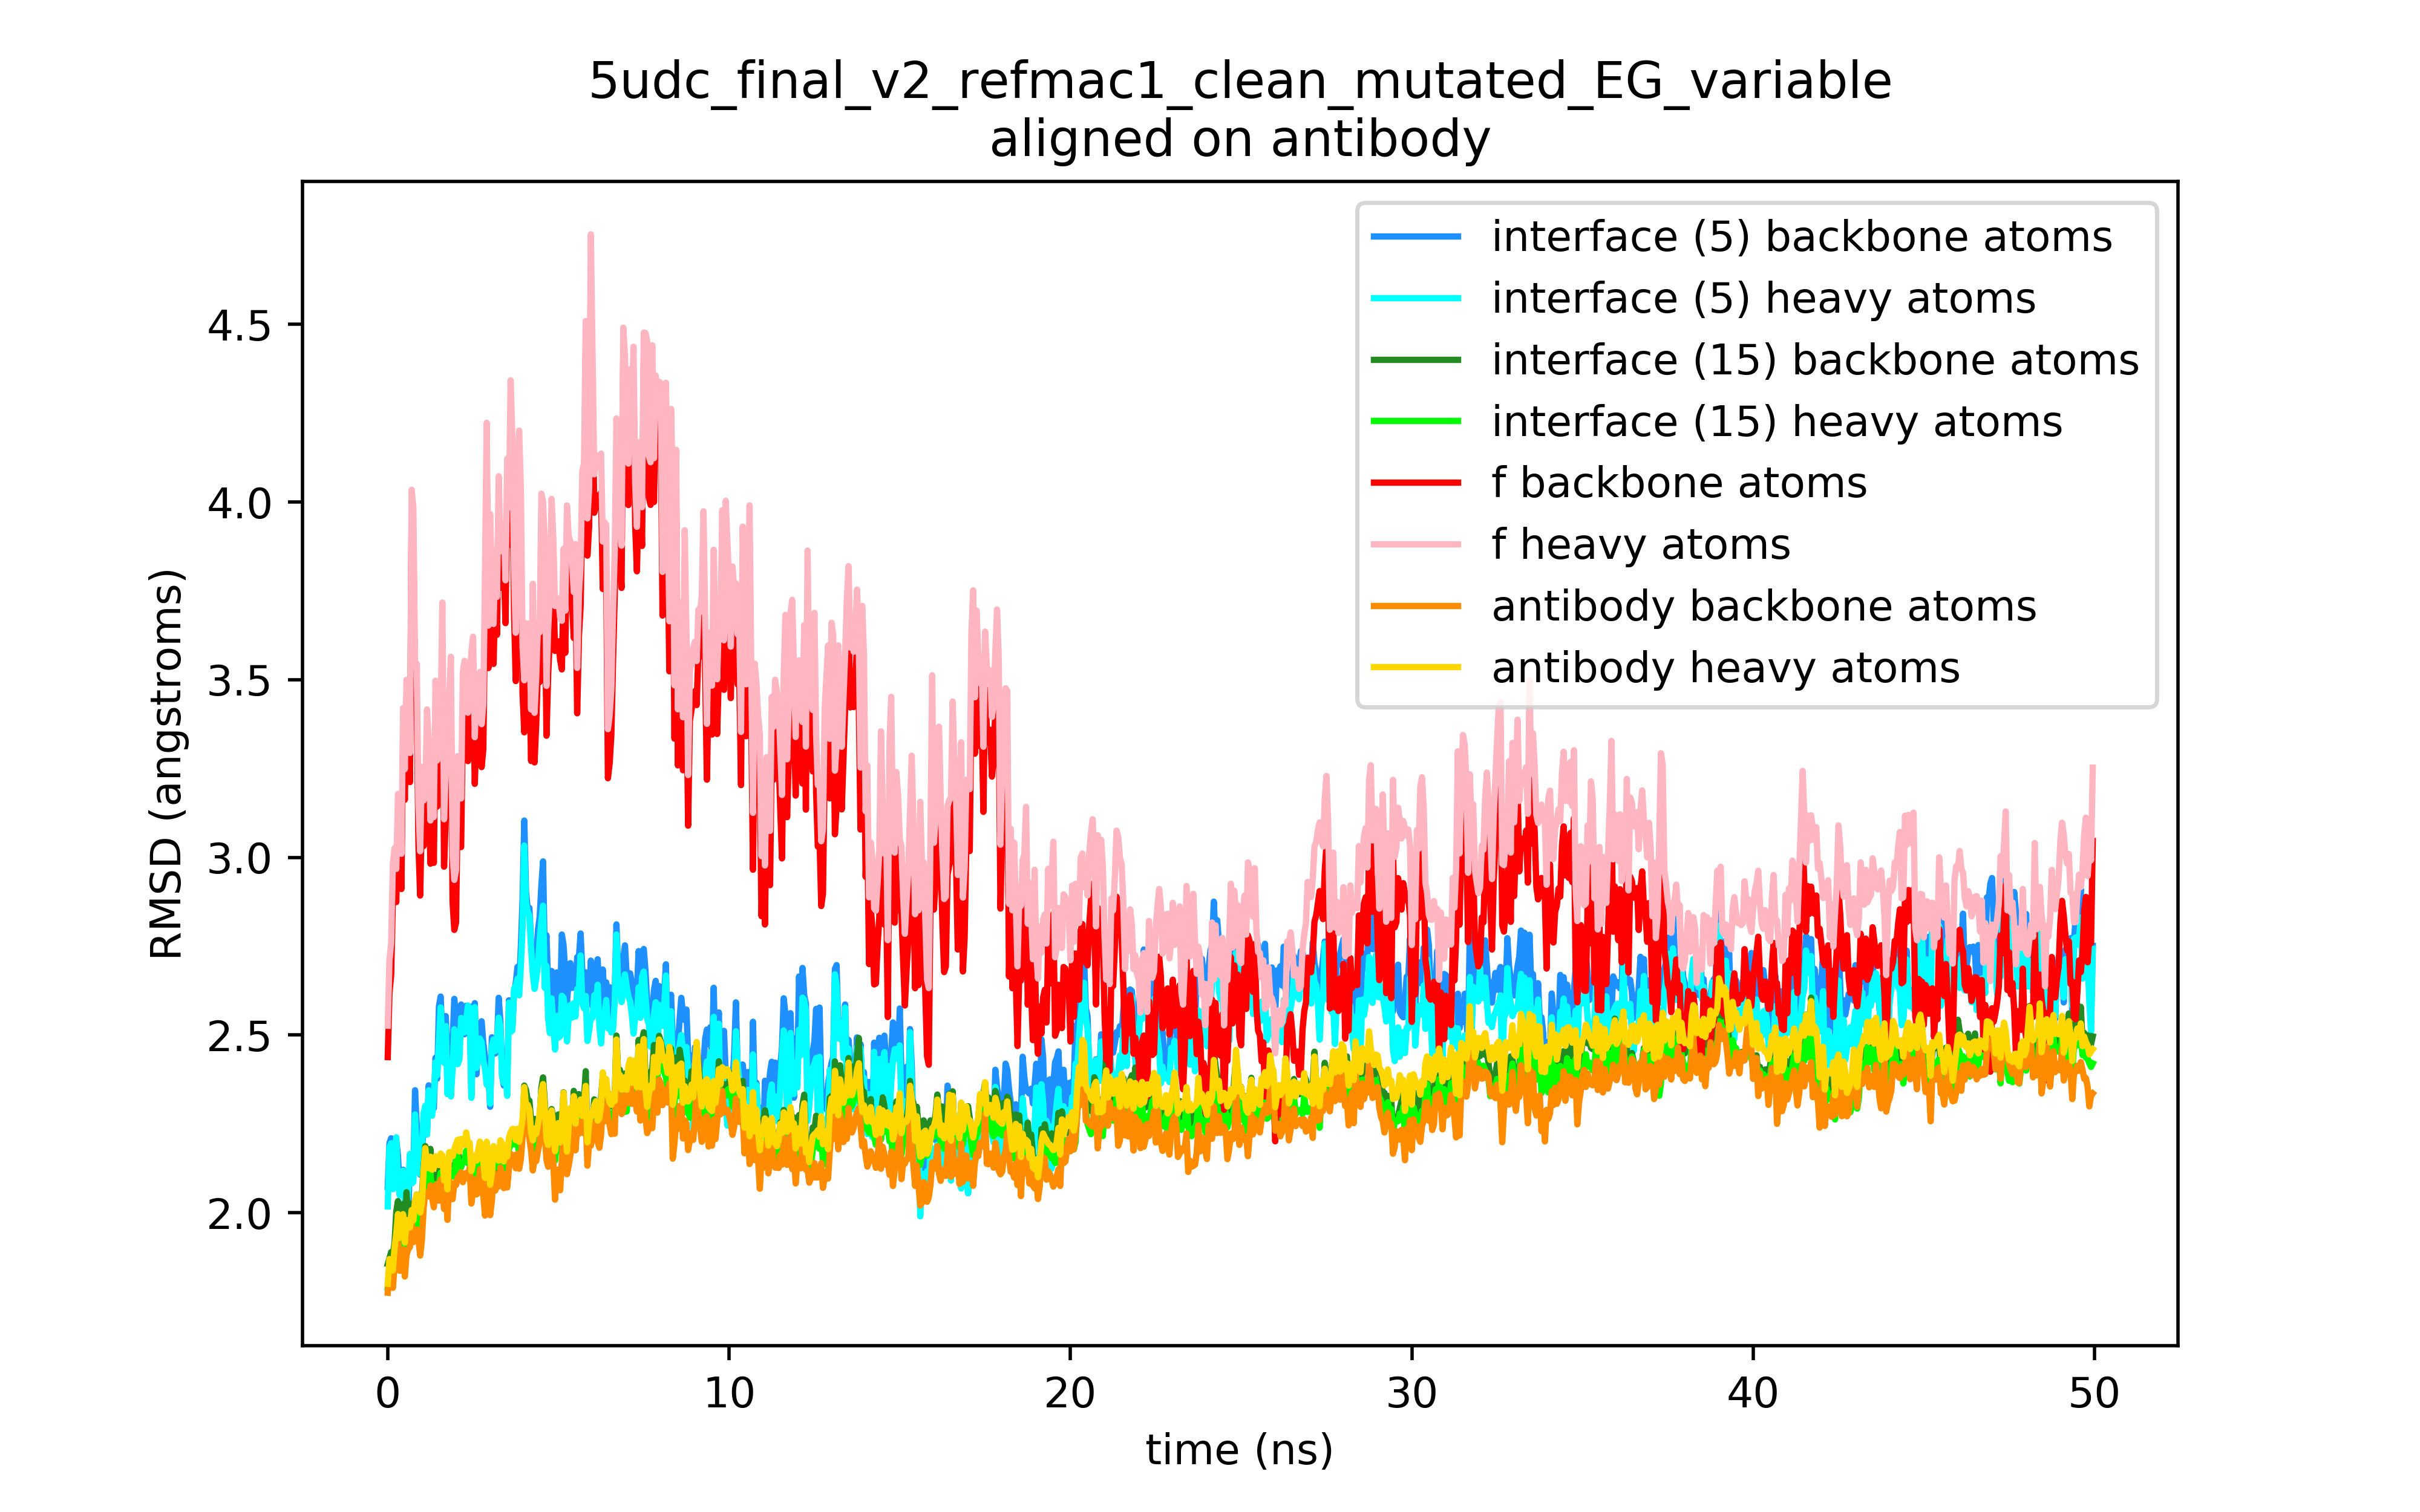 5udc_final_v2_refmac1_clean_mutated_EG_variable
aligned on antibody
interface (5) backbone atoms
interface (5) heavy atoms
interface (15) backbone atoms
interface (15) heavy atoms
f backbone atoms
f heavy atoms
antibody backbone atoms
antibody heavy atoms
RMSD (angstroms)
4.5
4.0
3.5
3.0
2.5
2.0
0 10 20 30 40 50
time (ns)